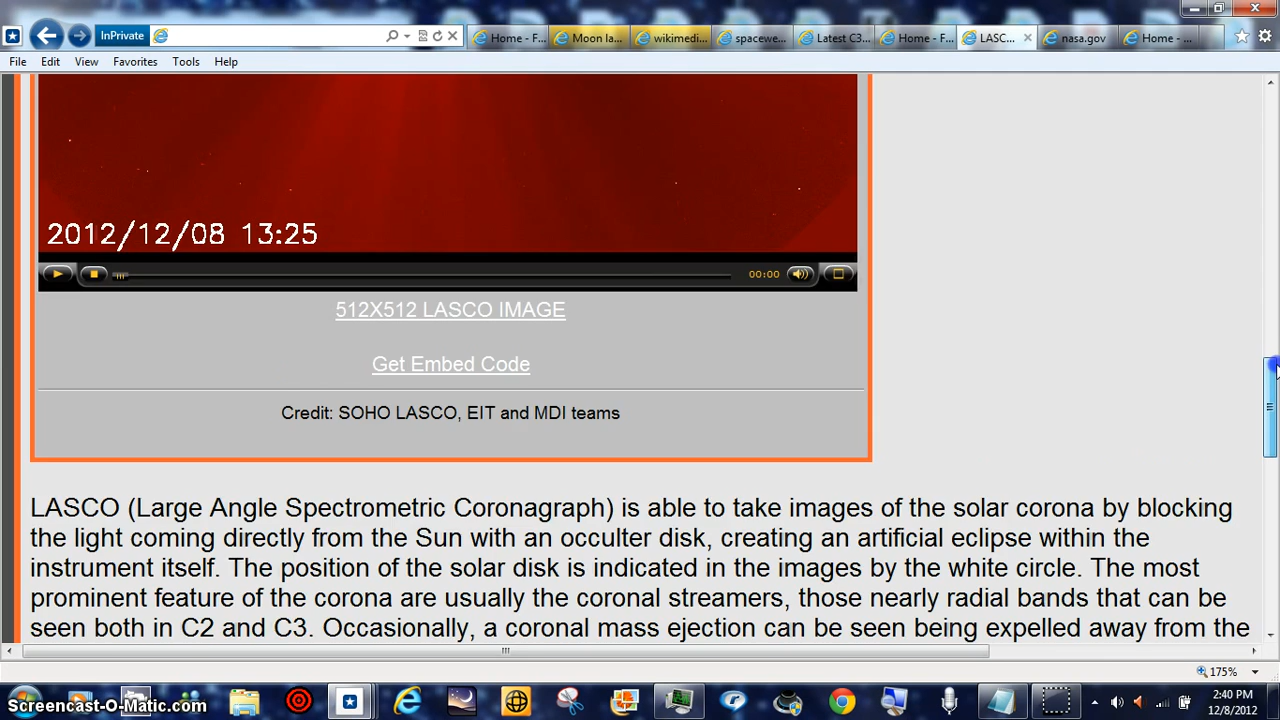 InPrivate
Home - F...
Moon la...
wikimedi...
spacewe...
Latest C3...
Home - F...
LASC...
nasa.gov
Home - ...
File Edit View Favorites Tools Help
2012/12/08 13:25
00:00
512X512 LASCO IMAGE
Get Embed Code
Credit: SOHO LASCO, EIT and MDI teams
LASCO (Large Angle Spectrometric Coronagraph) is able to take images of the solar corona by blocking
the light coming directly from the Sun with an occulter disk, creating an artificial eclipse within the
instrument itself. The position of the solar disk is indicated in the images by the white circle. The most
prominent feature of the corona are usually the coronal streamers, those nearly radial bands that can be
seen both in C2 and C3. Occasionally, a coronal mass ejection can be seen being expelled away from the
175%
Screencast-O-Matic.com
2:40 PM
12/8/2012